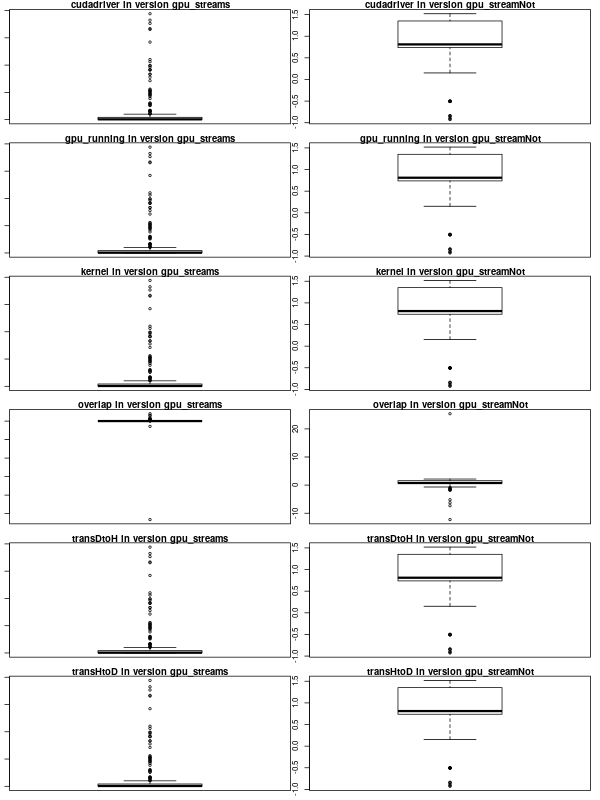 cudadriver in version gpu_streams
cudadriver in version gpu_streamNot
1.5
1.0
0.5
0.0
-0.5
-1.0
gpu_running in version gpu_streams
gpu_running in version gpu_streamNot
1.5
1.0
0.5
0.0
-0.5
-1.0
kernel in version gpu_streams
kernel in version gpu_streamNot
1.5
1.0
0.5
0.0
-0.5
-1.0
overlap in version gpu_streams
overlap in version gpu_streamNot
20
0
-10
transDtoH in version gpu_streams
transDtoH in version gpu_streamNot
1.5
1.0
0.5
0.0
-0.5
-1.0
transHtoD in version gpu_streams
transHtoD in version gpu_streamNot
1.5
1.0
0.5
0.0
-0.5
-1.0